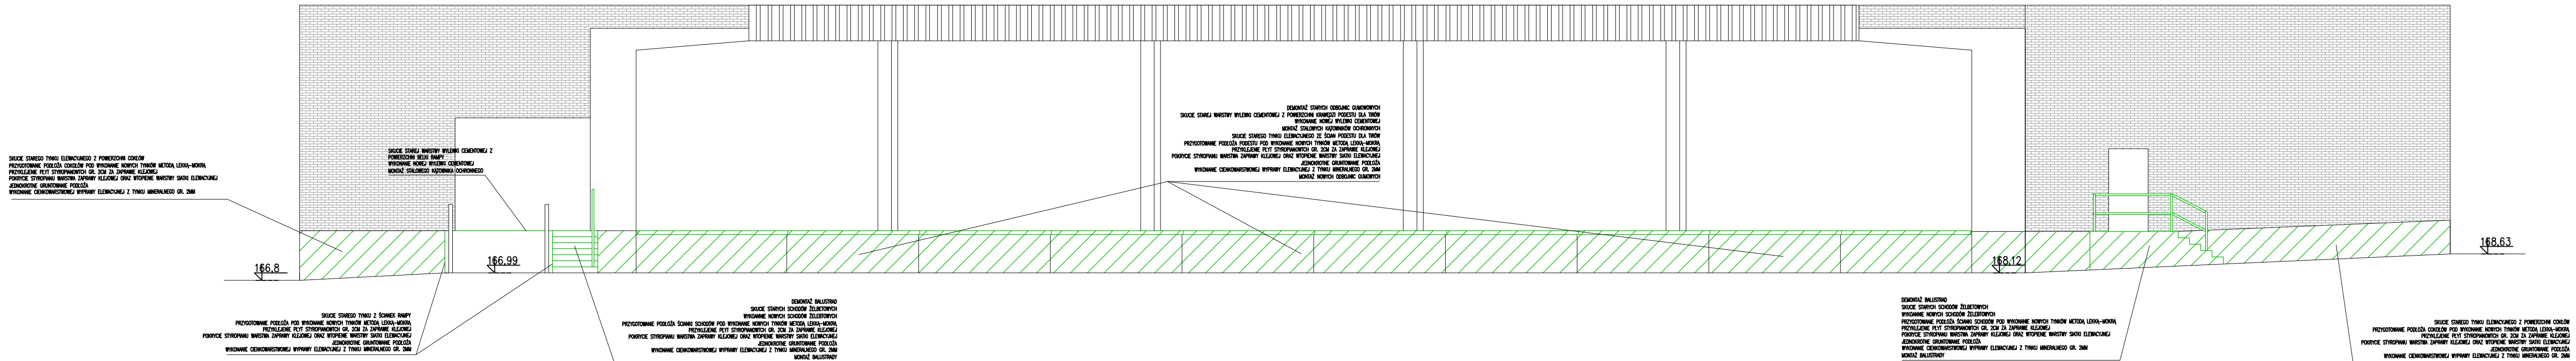 DEMONTAŻ STARYCH ODBOJNIC GUMOWOWYCH
SKUCIE STAREJ WARSTWY WYLEWKI CEMENTOWEJ Z POWIERZCHNI KRAWĘDZI PODESTU DLA TIRÓW
WYKONANIE NOWEJ WYLEWKI CEMENTOWEJ
MONTAŻ STALOWYCH KĄTOWNIKÓW OCHRONNYCH
SKUCIE STAREGO TYNKU ELEWACYJNEGO ZE ŚCIAN PODESTU DLA TIRÓW
PRZYGOTOWANIE PODŁOŻA PODESTU POD WYKONANIE NOWYCH TYNKÓW METODĄ LEKKĄ-MOKRĄ
PRZYKLEJENIE PŁYT STYROPIANOWYCH GR. 2CM ZA ZAPRAWIE KLEJOWEJ
POKRYCIE STYROPIANU WARSTWA ZAPRAWY KLEJOWEJ ORAZ WTOPIENIE WARSTWY SIATKI ELEWACYJNEJ
JEDNOKROTNE GRUNTOWANIE PODŁOŻA
WYKONANIE CIENKOWARSTWOWEJ WYPRAWY ELEWACYJNEJ Z TYNKU MINERALNEGO GR. 2MM
MONTAŻ NOWYCH ODBOJNIC GUMOWYCH
SKUCIE STAREGO TYNKU ELEWACYJNEGO Z POWIERZCHNI COKŁÓW
PRZYGOTOWANIE PODŁOŻA COKOŁÓW POD WYKONANIE NOWYCH TYNKÓW METODĄ LEKKĄ-MOKRĄ
PRZYKLEJENIE PŁYT STYROPIANOWYCH GR. 2CM ZA ZAPRAWIE KLEJOWEJ
POKRYCIE STYROPIANU WARSTWA ZAPRAWY KLEJOWEJ ORAZ WTOPIENIE WARSTWY SIATKI ELEWACYJNEJ
JEDNOKROTNE GRUNTOWANIE PODŁOŻA
WYKONANIE CIENKOWARSTWOWEJ WYPRAWY ELEWACYJNEJ Z TYNKU MINERALNEGO GR. 2MM
SKUCIE STAREJ WARSTWY WYLEWKI CEMENTOWEJ Z
POWIERZCHNI BELKI RAMPY
WYKONANIE NOWEJ WYLEWKI CEMENTOWEJ
MONTAŻ STALOWEGO KĄTOWNIKA OCHRONNEGO
166,8
166,99
168,12
168,63
SKUCIE STAREGO TYNKU Z ŚCIANEK RAMPY
PRZYGOTOWANIE PODŁOŻA POD WYKONANIE NOWYCH TYNKÓW METODĄ LEKKĄ-MOKRĄ
PRZYKLEJENIE PŁYT STYROPIANOWYCH GR. 2CM ZA ZAPRAWIE KLEJOWEJ
POKRYCIE STYROPIANU WARSTWA ZAPRAWY KLEJOWEJ ORAZ WTOPIENIE WARSTWY SIATKI ELEWACYJNEJ
JEDNOKROTNE GRUNTOWANIE PODŁOŻA
WYKONANIE CIENKOWARSTWOWEJ WYPRAWY ELEWACYJNEJ Z TYNKU MINERALNEGO GR. 2MM
DEMONTAŻ BALUSTRAD
SKUCIE STARYCH SCHODÓW ŻELBETOWYCH
WYKOANNIE NOWYCH SCHODÓW ŻELEBTOWYCH
PRZYGOTOWANIE PODŁOŻA ŚCIANKI SCHODÓW POD WYKONANIE NOWYCH TYNKÓW METODĄ LEKKĄ-MOKRĄ
PRZYKLEJENIE PŁYT STYROPIANOWYCH GR. 2CM ZA ZAPRAWIE KLEJOWEJ
POKRYCIE STYROPIANU WARSTWA ZAPRAWY KLEJOWEJ ORAZ WTOPIENIE WARSTWY SIATKI ELEWACYJNEJ
JEDNOKROTNE GRUNTOWANIE PODŁOŻA
WYKONANIE CIENKOWARSTWOWEJ WYPRAWY ELEWACYJNEJ Z TYNKU MINERALNEGO GR. 2MM
MONTAŻ BALUSTRADY
DEMONTAŻ BALUSTRAD
SKUCIE STARYCH SCHODÓW ŻELBETOWYCH
WYKOANNIE NOWYCH SCHODÓW ŻELEBTOWYCH
PRZYGOTOWANIE PODŁOŻA ŚCIANKI SCHODÓW POD WYKONANIE NOWYCH TYNKÓW METODĄ LEKKĄ-MOKRĄ
PRZYKLEJENIE PŁYT STYROPIANOWYCH GR. 2CM ZA ZAPRAWIE KLEJOWEJ
POKRYCIE STYROPIANU WARSTWA ZAPRAWY KLEJOWEJ ORAZ WTOPIENIE WARSTWY SIATKI ELEWACYJNEJ
JEDNOKROTNE GRUNTOWANIE PODŁOŻA
WYKONANIE CIENKOWARSTWOWEJ WYPRAWY ELEWACYJNEJ Z TYNKU MINERALNEGO GR. 2MM
MONTAŻ BALUSTRADY
SKUCIE STAREGO TYNKU ELEWACYJNEGO Z POWIERZCHNI COKŁÓW
PRZYGOTOWANIE PODŁOŻA COKOŁÓW POD WYKONANIE NOWYCH TYNKÓW METODĄ LEKKĄ-MOKRĄ
PRZYKLEJENIE PŁYT STYROPIANOWYCH GR. 2CM ZA ZAPRAWIE KLEJOWEJ
POKRYCIE STYROPIANU WARSTWA ZAPRAWY KLEJOWEJ ORAZ WTOPIENIE WARSTWY SIATKI ELEWACYJNEJ
JEDNOKROTNE GRUNTOWANIE PODŁOŻA
WYKONANIE CIENKOWARSTWOWEJ WYPRAWY ELEWACYJNEJ Z TYNKU MINERALNEGO GR. 2MM